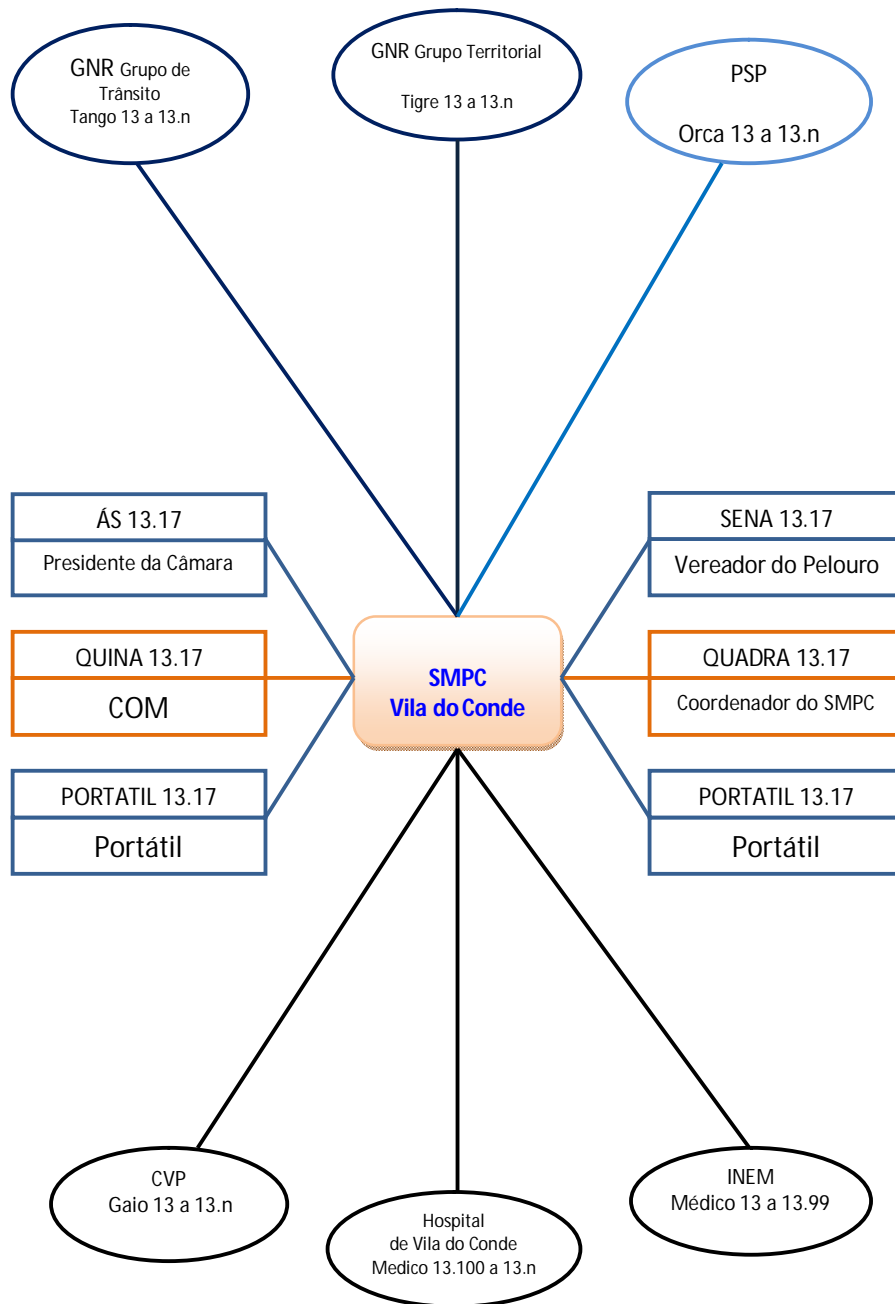 GNR Grupo de
Trânsito
Tango 13 a 13.n
GNR Grupo Territorial
Tigre 13 a 13.n
PSP
Orca 13 a 13.n
ÁS 13.17
Presidente da Câmara
SENA 13.17
Vereador do Pelouro
QUINA 13.17
COM
SMPC
Vila do Conde
QUADRA 13.17
Coordenador do SMPC
PORTATIL 13.17
Portátil
PORTATIL 13.17
Portátil
CVP
Gaio 13 a 13.n
Hospital
de Vila do Conde
Medico 13.100 a 13.n
INEM
Médico 13 a 13.99